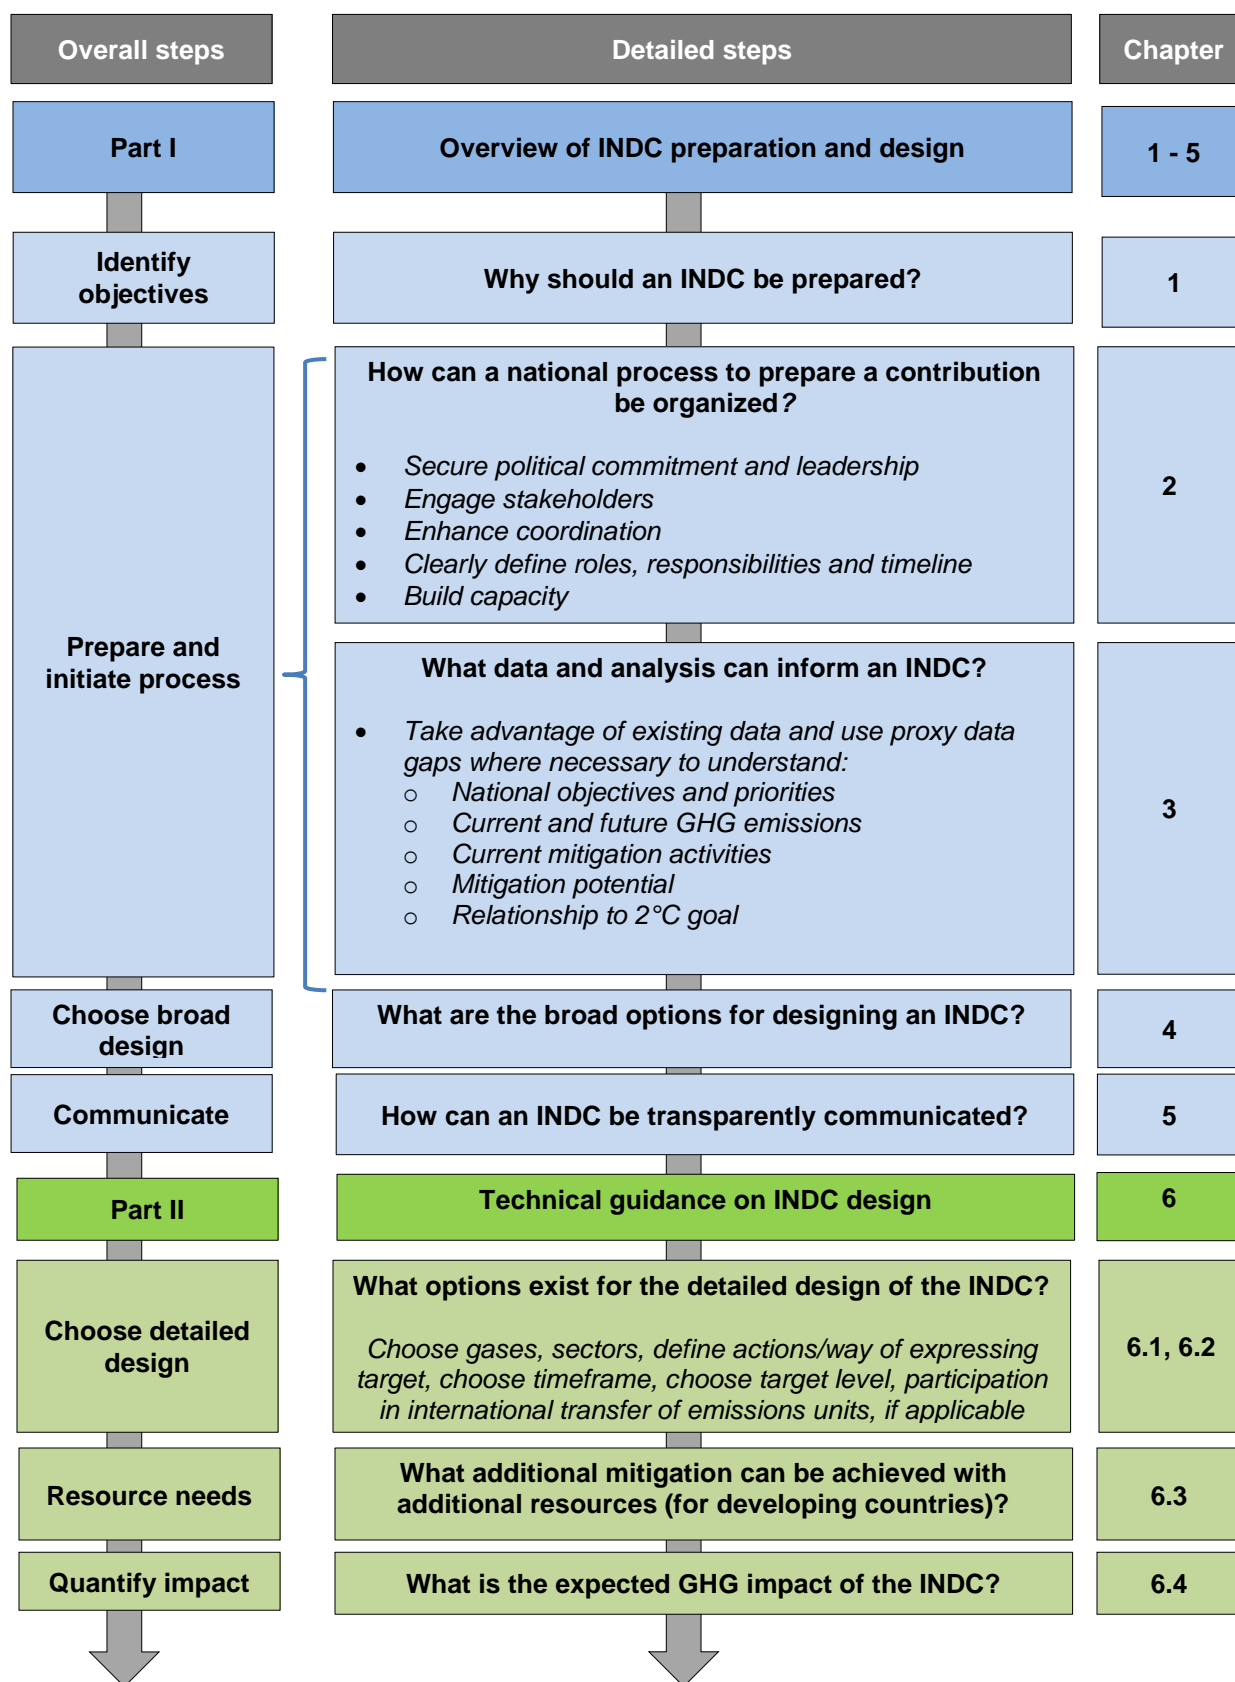 Overall steps
Detailed steps
Chapter
Part I
Overview of INDC preparation and design
1 - 5
Identify
objectives
Why should an INDC be prepared?
1
Prepare and
initiate process
How can a national process to prepare a contribution
be organized?
• Secure political commitment and leadership
• Engage stakeholders
• Enhance coordination
• Clearly define roles, responsibilities and timeline
• Build capacity
2
What data and analysis can inform an INDC?
• Take advantage of existing data and use proxy data
gaps where necessary to understand:
o National objectives and priorities
o Current and future GHG emissions
o Current mitigation activities
o Mitigation potential
o Relationship to 2°C goal
3
Choose broad
design
What are the broad options for designing an INDC?
4
Communicate
How can an INDC be transparently communicated?
5
Part II
Technical guidance on INDC design
6
Choose detailed
design
What options exist for the detailed design of the INDC?
Choose gases, sectors, define actions/way of expressing
target, choose timeframe, choose target level, participation
in international transfer of emissions units, if applicable
6.1, 6.2
Resource needs
What additional mitigation can be achieved with
additional resources (for developing countries)?
6.3
Quantify impact
What is the expected GHG impact of the INDC?
6.4